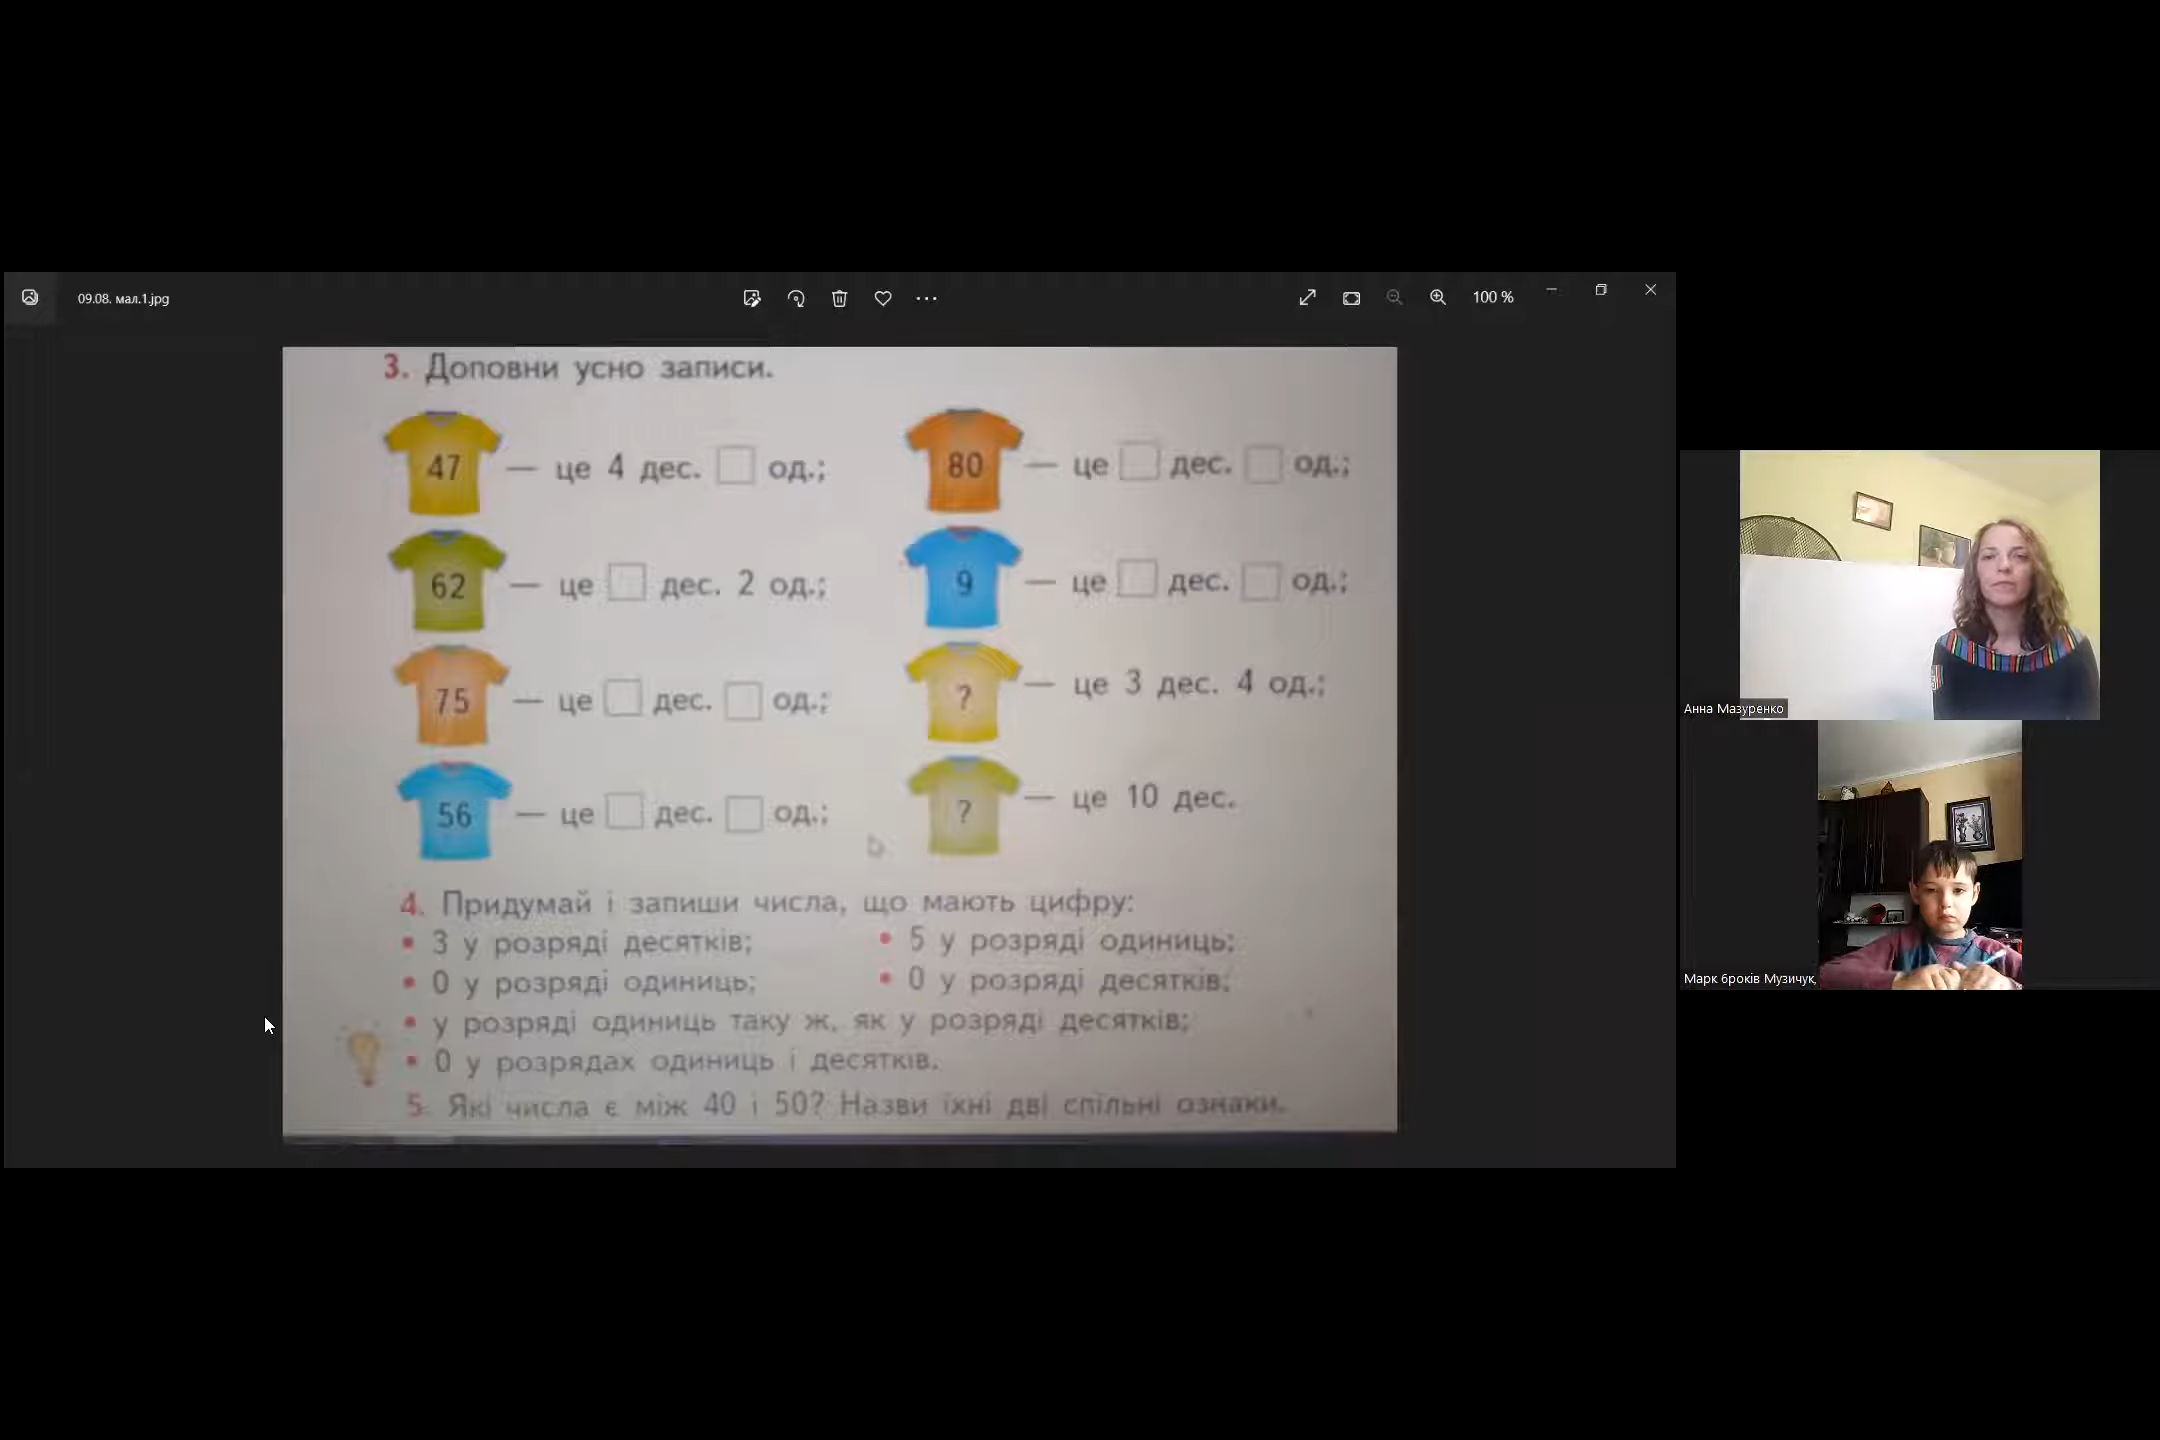 09.08. мал.1.jpg
100 %
3. Доповни усно записи.
47 — це 4 дес. □ од.;
80 — це □ дес. □ од.;
62 — це □ дес. 2 од.;
9 — це □ дес. □ од.;
75 — це □ дес. □ од.;
? — це 3 дес. 4 од.;
56 — це □ дес. □ од.;
? — це 10 дес.
4. Придумай і запиши числа, що мають цифру:
• 3 у розряді десятків;
• 5 у розряді одиниць;
• 0 у розряді одиниць;
• 0 у розряді десятків;
• у розряді одиниць таку ж, як у розряді десятків;
• 0 у розрядах одиниць і десятків.
5. Які числа є між 40 і 50? Назви їхні дві спільні ознаки.
Анна Мазуренко
Марк броків Музичук,